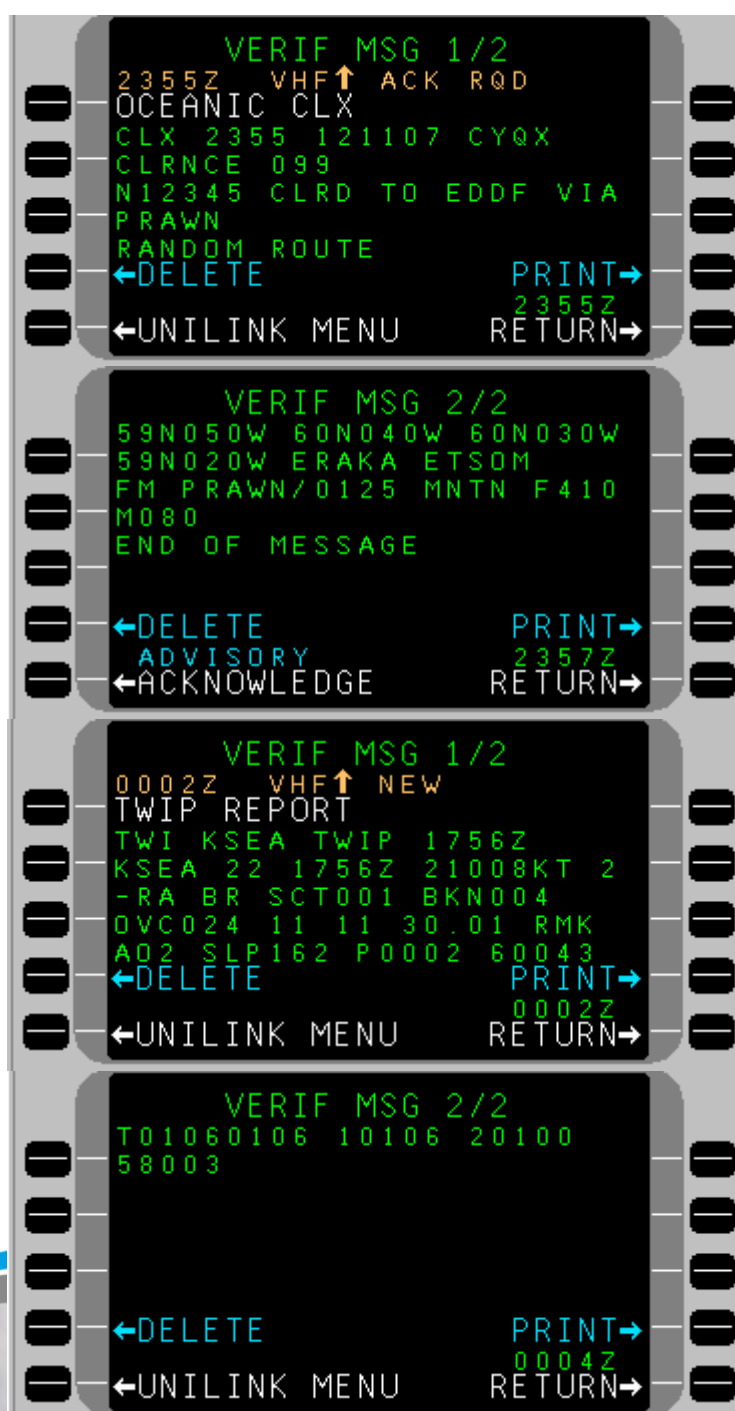 VERIF MSG 1/2
2355Z VHF↑ ACK RQD
OCEANIC CLX
CLX 2355 121107 CYQX
CLRNCE 099
N12345 CLRD TO EDDF VIA
PRAWN
RANDOM ROUTE
←DELETE PRINT→
2355Z
←UNILINK MENU RETURN→
VERIF MSG 2/2
59N050W 60N040W 60N030W
59N020W ERAKA ETSOM
FM PRAWN/0125 MNTN F410
M080
END OF MESSAGE
←DELETE PRINT→
ADVISORY 2357Z
←ACKNOWLEDGE RETURN→
VERIF MSG 1/2
0002Z VHF↑ NEW
TWIP REPORT
TWI KSEA TWIP 1756Z
KSEA 22 1756Z 21008KT 2
-RA BR SCT001 BKN004
OVC024 11 11 30.01 RMK
AO2 SLP162 P0002 60043
←DELETE PRINT→
0002Z
←UNILINK MENU RETURN→
VERIF MSG 2/2
T01060106 10106 20100
58003
←DELETE PRINT→
0004Z
←UNILINK MENU RETURN→